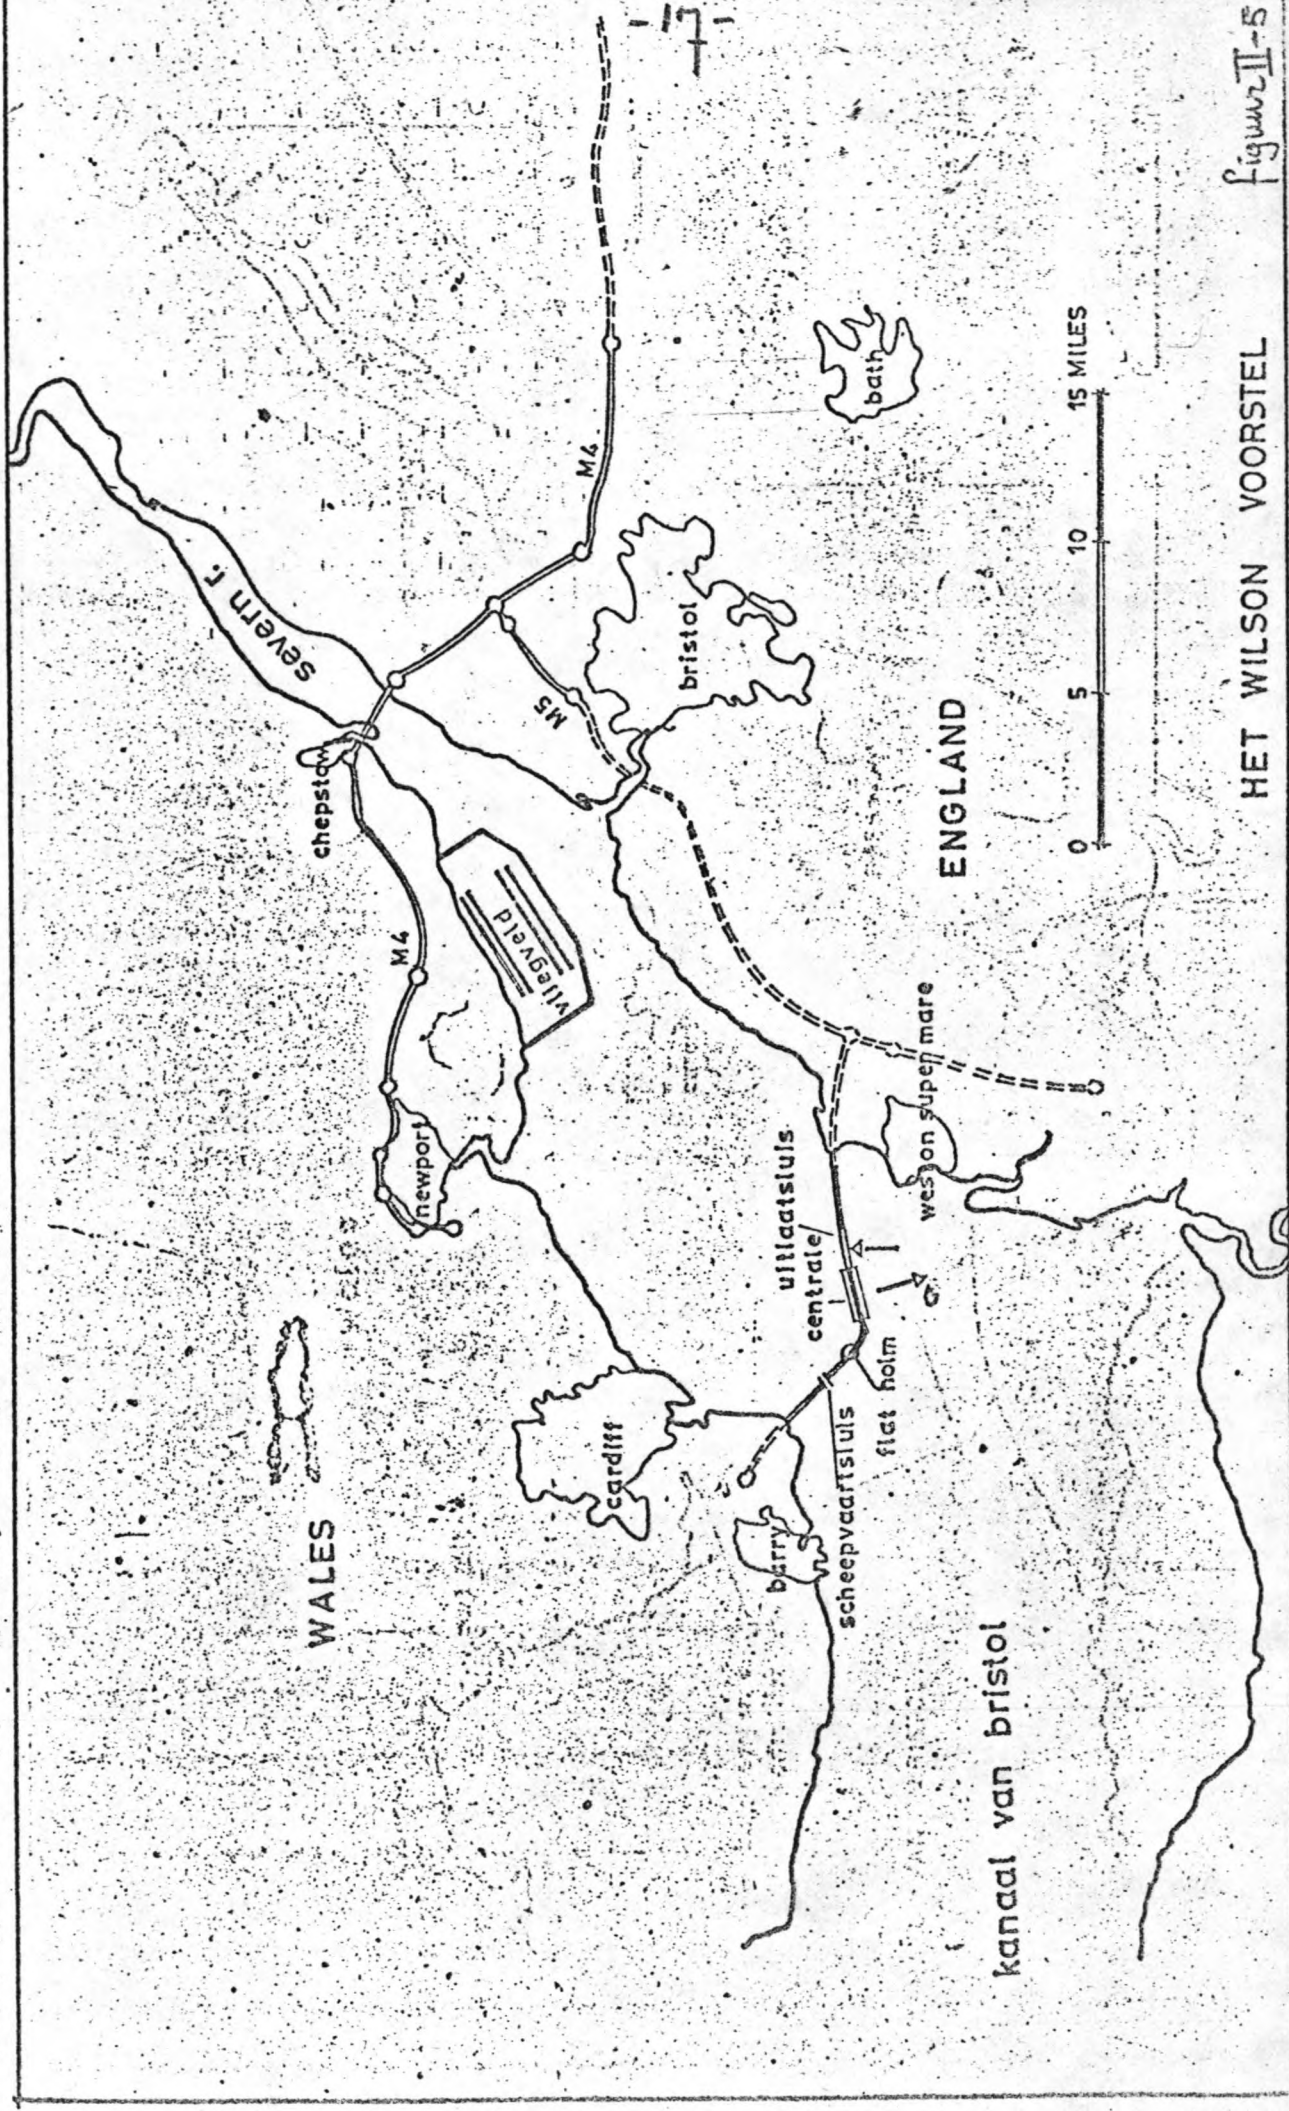 -17-
severn r.
chepstow
M4
M4
M5
bristol
bath
vliegveld
newport
WALES
ENGLAND
cardiff
barry
uitlaatsluis
centrale
weston super mare
flat holm
scheepvaartsluis
kanaal van bristol
0 5 10 15 MILES
HET WILSON VOORSTEL
figuur II-5